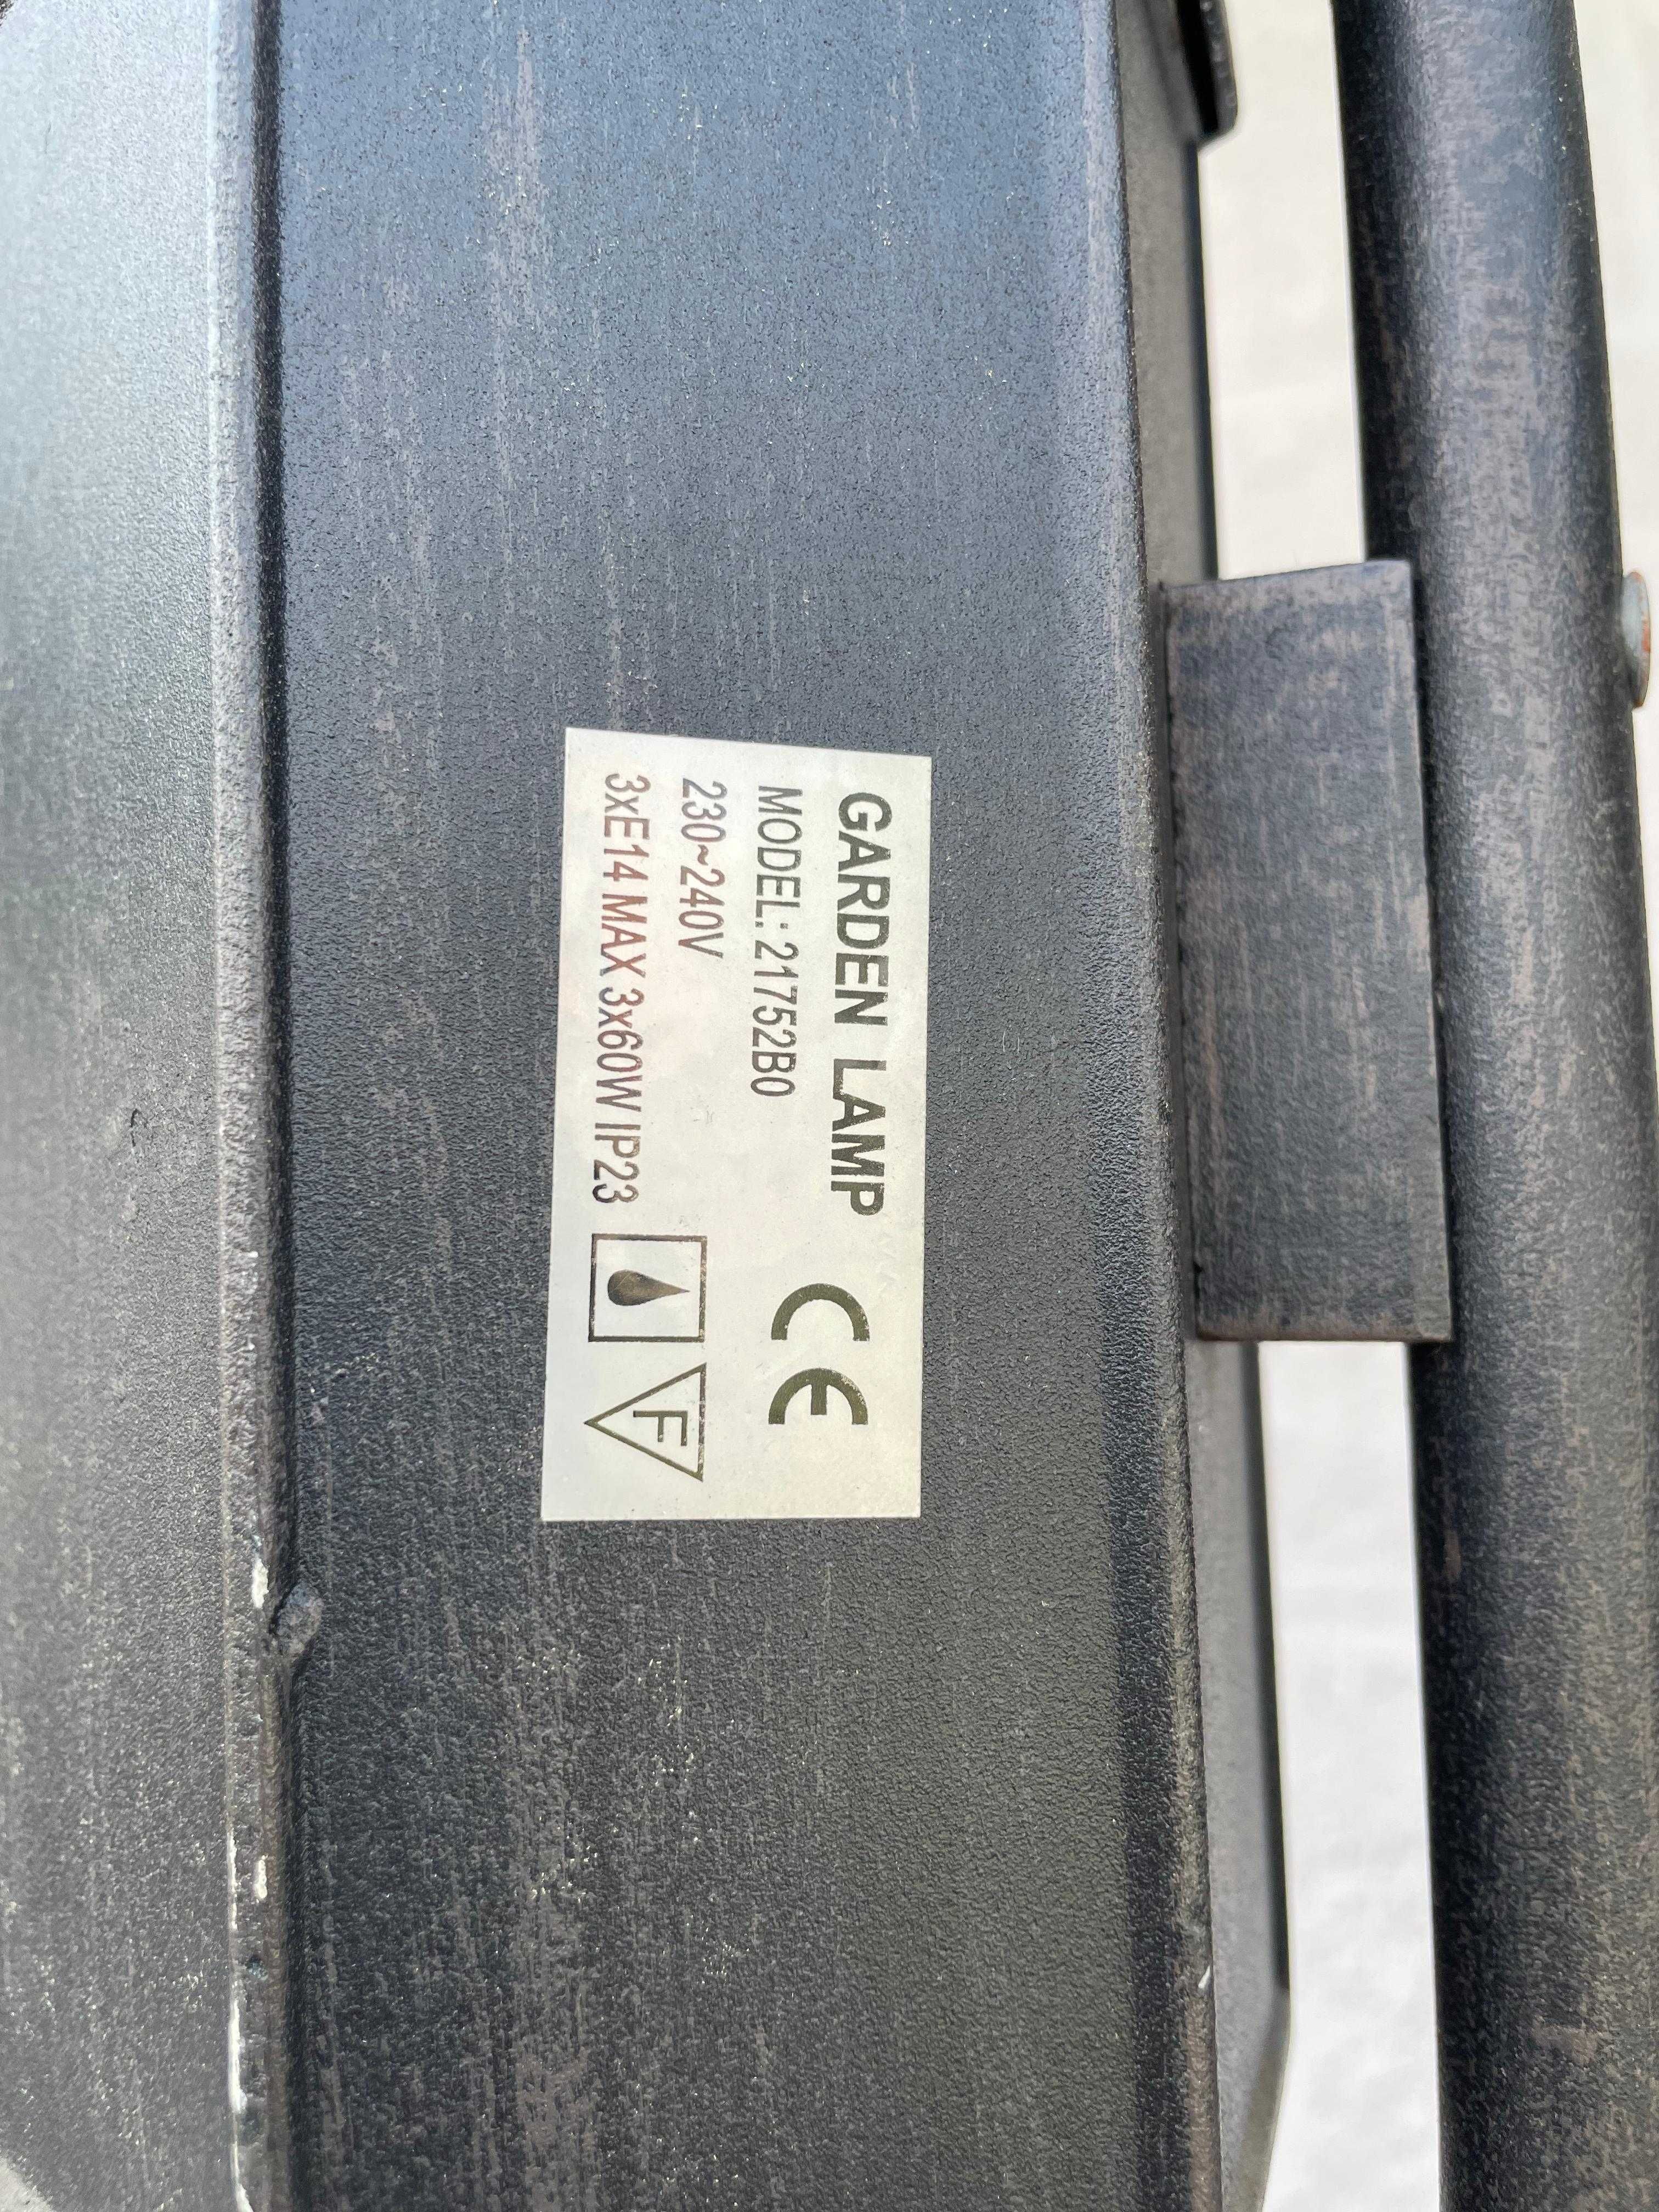 GARDEN LAMP
MODEL: 21752B0
CE
230~240V
3xE14 MAX 3x60W IP23
F